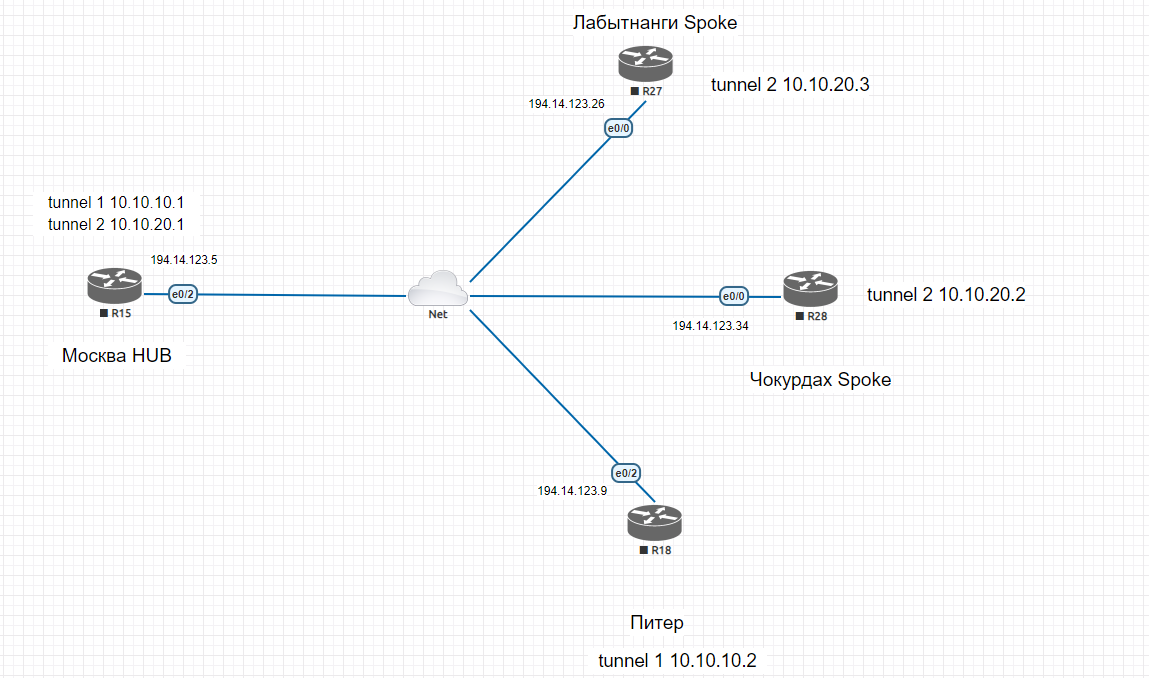 Лабытнанги Spoke
R27
tunnel 2 10.10.20.3
194.14.123.26
e0/0
tunnel 1 10.10.10.1
tunnel 2 10.10.20.1
194.14.123.5
e0/2
R15
Москва HUB
Net
e0/0
R28
tunnel 2 10.10.20.2
194.14.123.34
Чокурдах Spoke
e0/2
194.14.123.9
R18
Питер
tunnel 1 10.10.10.2